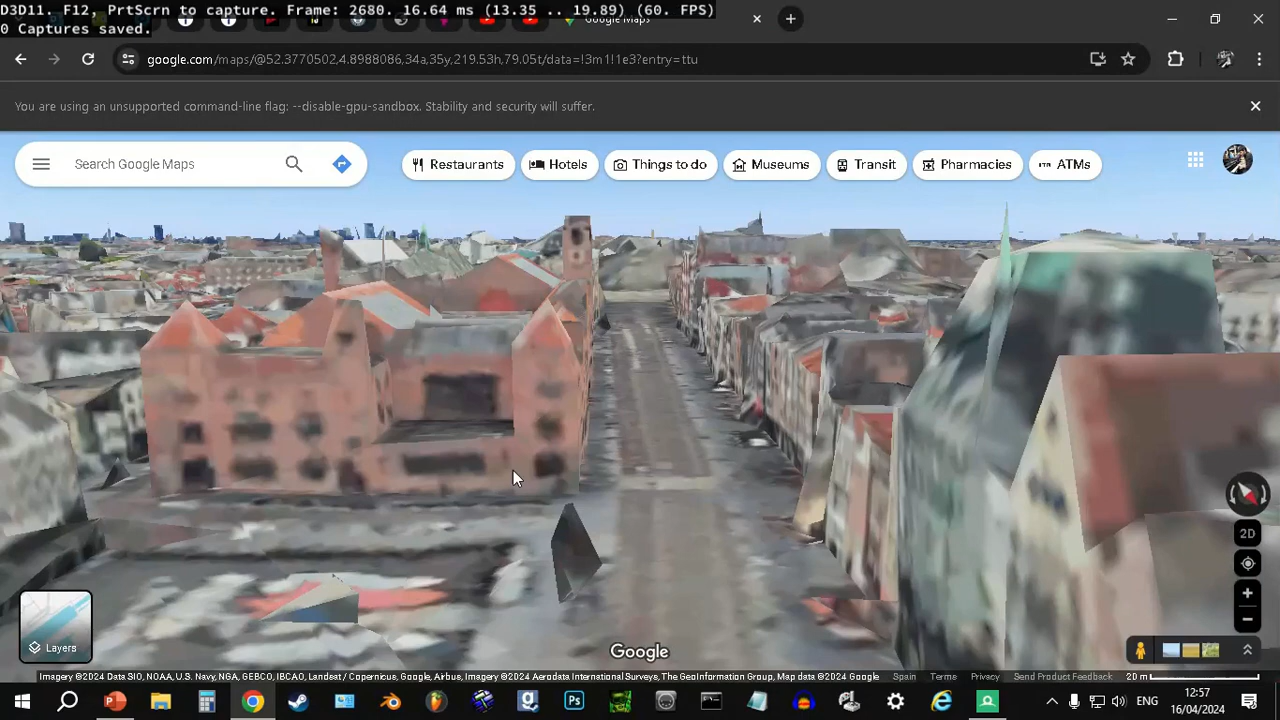 D3D11. F12, PrtScrn to capture. Frame: 2680. 16.64 ms (13.35 .. 19.89) (60. FPS)
0 Captures saved.
google.com/maps/@52.3770502,4.8988086,34a,35y,219.53h,79.05t/data=!3m1!1e3?entry=ttu
You are using an unsupported command-line flag: --disable-gpu-sandbox. Stability and security will suffer.
Search Google Maps
Restaurants
Hotels
Things to do
Museums
Transit
Pharmacies
ATMs
2D
Layers
Google
Imagery ©2024 Data SIO, NOAA, U.S. Navy, NGA, GEBCO, IBCAO, Landsat / Copernicus, Google, Airbus, Imagery ©2024 Aerodata International Surveys, The GeoInformation Group, Map data ©2024 Google
Spain
Terms
Privacy
Send Product Feedback
20 m
ENG
12:57
16/04/2024